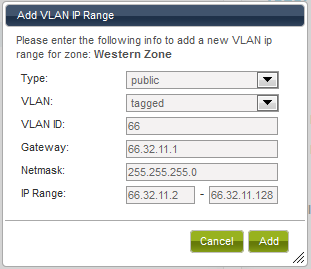 Add VLAN IP Range
Please enter the following info to add a new VLAN ip
range for zone: Western Zone
Type: public
VLAN: tagged
VLAN ID: 66
Gateway: 66.32.11.1
Netmask: 255.255.255.0
IP Range: 66.32.11.2 - 66.32.11.128
Cancel Add